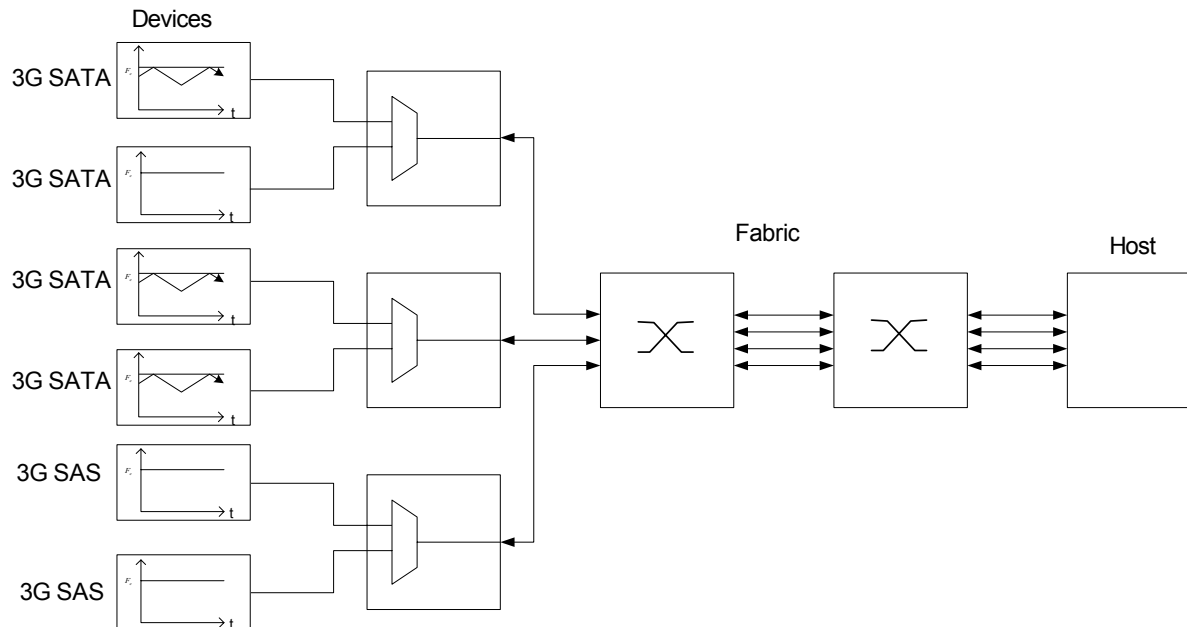 Devices
3G SATA
t
3G SATA
t
Fabric
Host
3G SATA
t
3G SATA
t
3G SAS
t
3G SAS
t